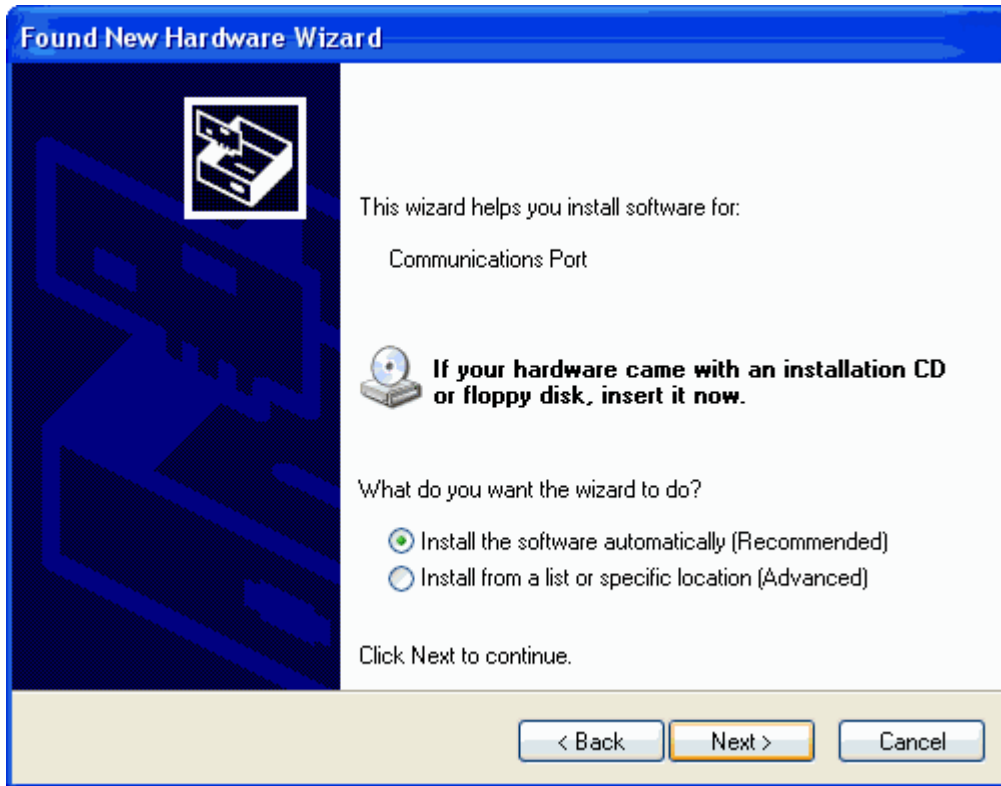 Found New Hardware Wizard
This wizard helps you install software for:
Communications Port
If your hardware came with an installation CD
or floppy disk, insert it now.
What do you want the wizard to do?
Install the software automatically (Recommended)
Install from a list or specific location (Advanced)
Click Next to continue.
< Back Next > Cancel